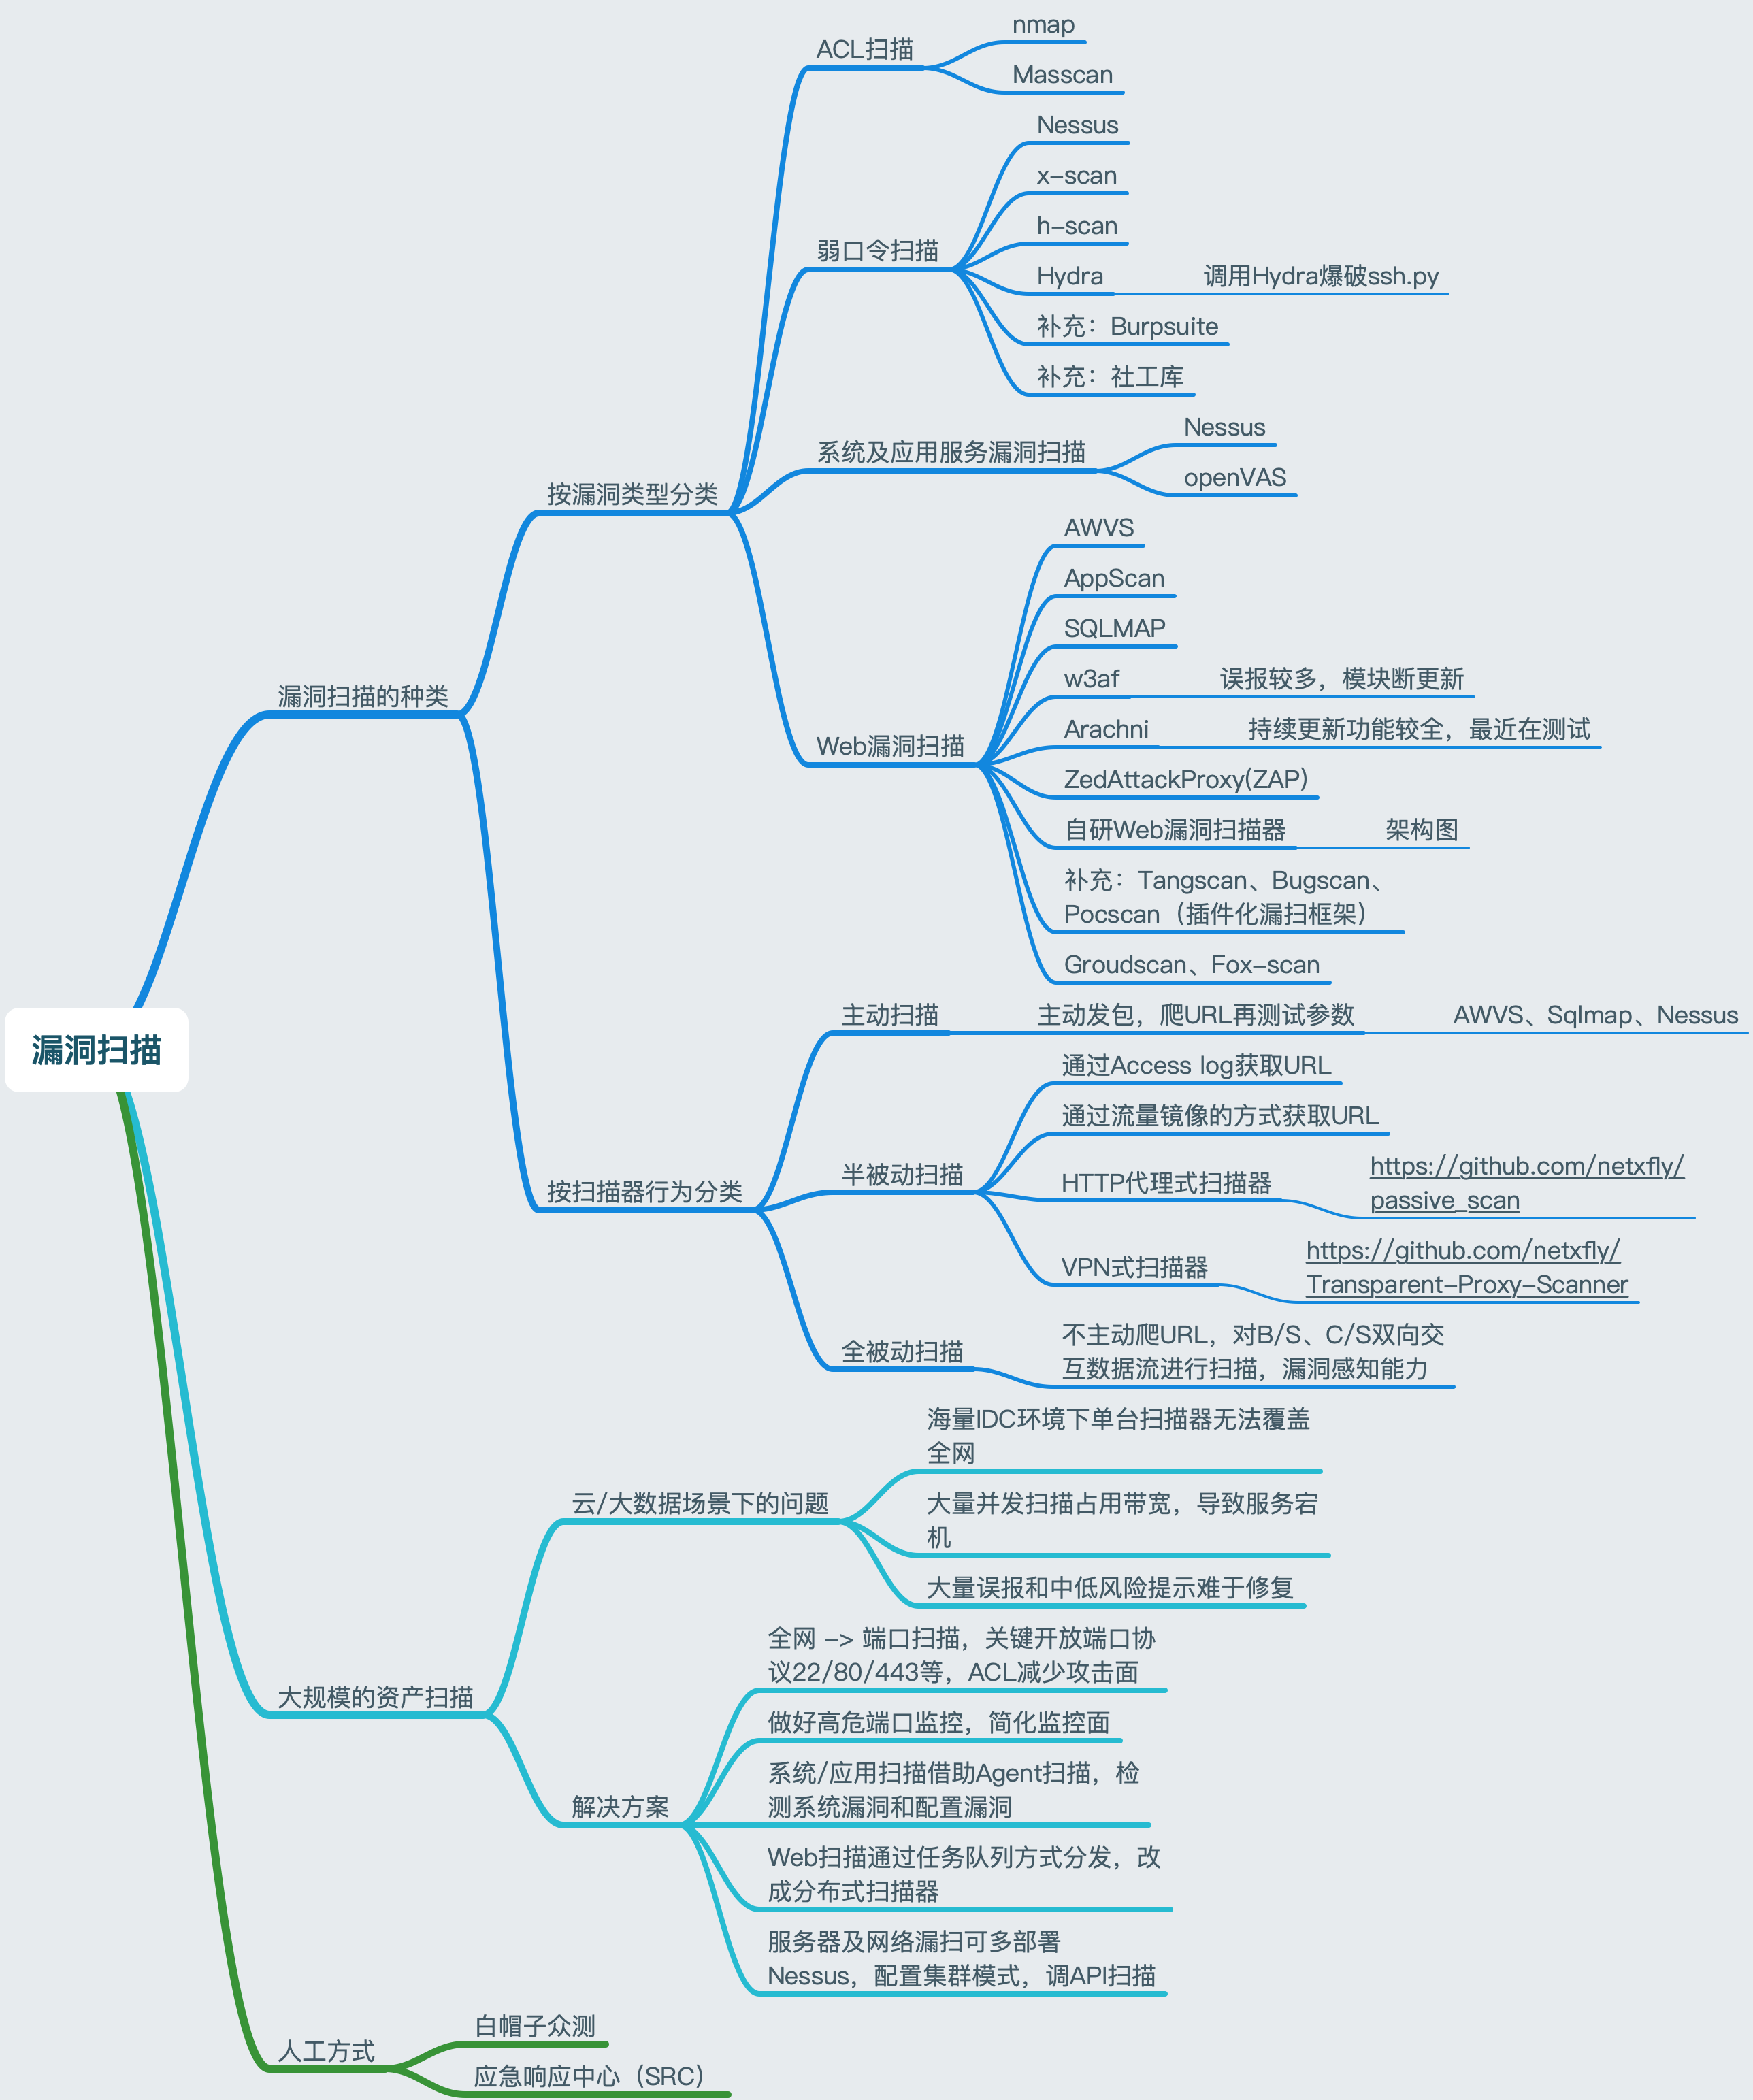 nmap
ACL扫描
Masscan
Nessus
x-scan
h-scan
弱口令扫描
Hydra
调用Hydra爆破ssh.py
补充：Burpsuite
补充：社工库
Nessus
系统及应用服务漏洞扫描
openVAS
按漏洞类型分类
AWVS
AppScan
SQLMAP
w3af
误报较多，模块断更新
漏洞扫描的种类
Arachni
持续更新功能较全，最近在测试
Web漏洞扫描
ZedAttackProxy(ZAP)
自研Web漏洞扫描器
架构图
补充：Tangscan、Bugscan、
Pocscan（插件化漏扫框架）
Groudscan、Fox-scan
主动扫描
主动发包，爬URL再测试参数
AWVS、Sqlmap、Nessus
漏洞扫描
通过Access log获取URL
通过流量镜像的方式获取URL
半被动扫描
HTTP代理式扫描器
https://github.com/netxfly/
passive_scan
按扫描器行为分类
VPN式扫描器
https://github.com/netxfly/
Transparent-Proxy-Scanner
全被动扫描
不主动爬URL，对B/S、C/S双向交
互数据流进行扫描，漏洞感知能力
海量IDC环境下单台扫描器无法覆盖
全网
云/大数据场景下的问题
大量并发扫描占用带宽，导致服务宕
机
大量误报和中低风险提示难于修复
全网 -> 端口扫描，关键开放端口协
议22/80/443等，ACL减少攻击面
大规模的资产扫描
做好高危端口监控，简化监控面
系统/应用扫描借助Agent扫描，检
测系统漏洞和配置漏洞
解决方案
Web扫描通过任务队列方式分发，改
成分布式扫描器
服务器及网络漏扫可多部署
Nessus，配置集群模式，调API扫描
白帽子众测
人工方式
应急响应中心（SRC）